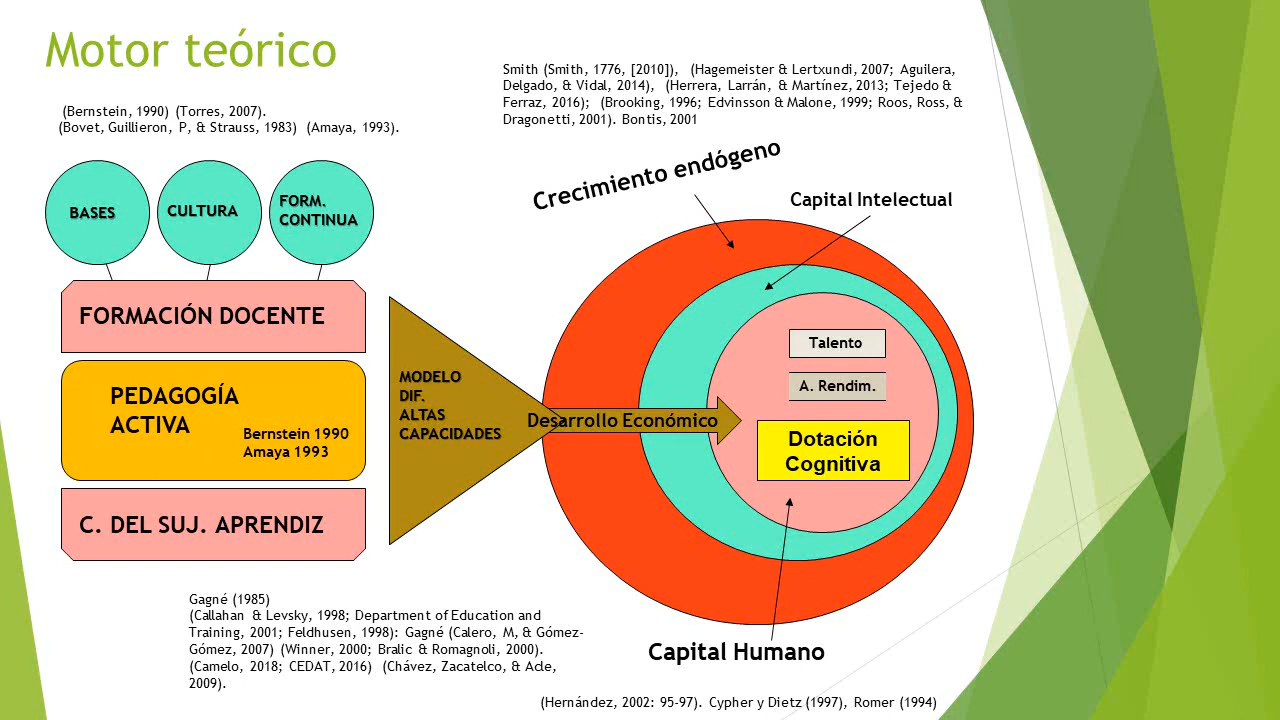 Motor teórico
Smith (Smith, 1776, [2010]), (Hagemeister & Lertxundi, 2007; Aguilera,
Delgado, & Vidal, 2014), (Herrera, Larrán, & Martínez, 2013; Tejedo &
Ferraz, 2016); (Brooking, 1996; Edvinsson & Malone, 1999; Roos, Ross, &
Dragonetti, 2001). Bontis, 2001
(Bernstein, 1990) (Torres, 2007).
(Bovet, Guillieron, P, & Strauss, 1983) (Amaya, 1993).
BASES
CULTURA
FORM.
CONTINUA
FORMACIÓN DOCENTE
PEDAGOGÍA
ACTIVA
Bernstein 1990
Amaya 1993
C. DEL SUJ. APRENDIZ
MODELO
DIF.
ALTAS
CAPACIDADES
Crecimiento endógeno
Capital Intelectual
Talento
A. Rendim.
Desarrollo Económico
Dotación
Cognitiva
Capital Humano
Gagné (1985)
(Callahan & Levsky, 1998; Department of Education and
Training, 2001; Feldhusen, 1998): Gagné (Calero, M, & Gómez-
Gómez, 2007) (Winner, 2000; Bralic & Romagnoli, 2000).
(Camelo, 2018; CEDAT, 2016) (Chávez, Zacatelco, & Acle,
2009).
(Hernández, 2002: 95-97). Cypher y Dietz (1997), Romer (1994)